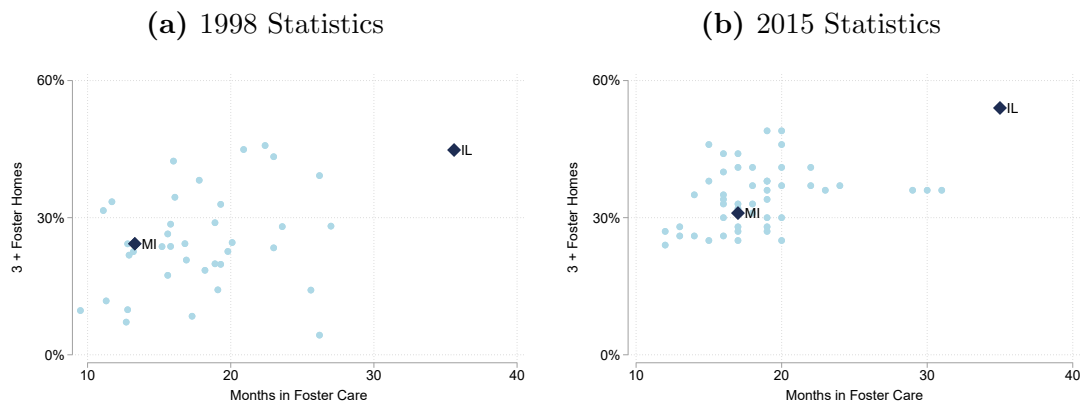 (a) 1998 Statistics
60%
30%
0%
3 + Foster Homes
MI
IL
10 20 30 40
Months in Foster Care
(b) 2015 Statistics
60%
30%
0%
3 + Foster Homes
MI
IL
10 20 30 40
Months in Foster Care